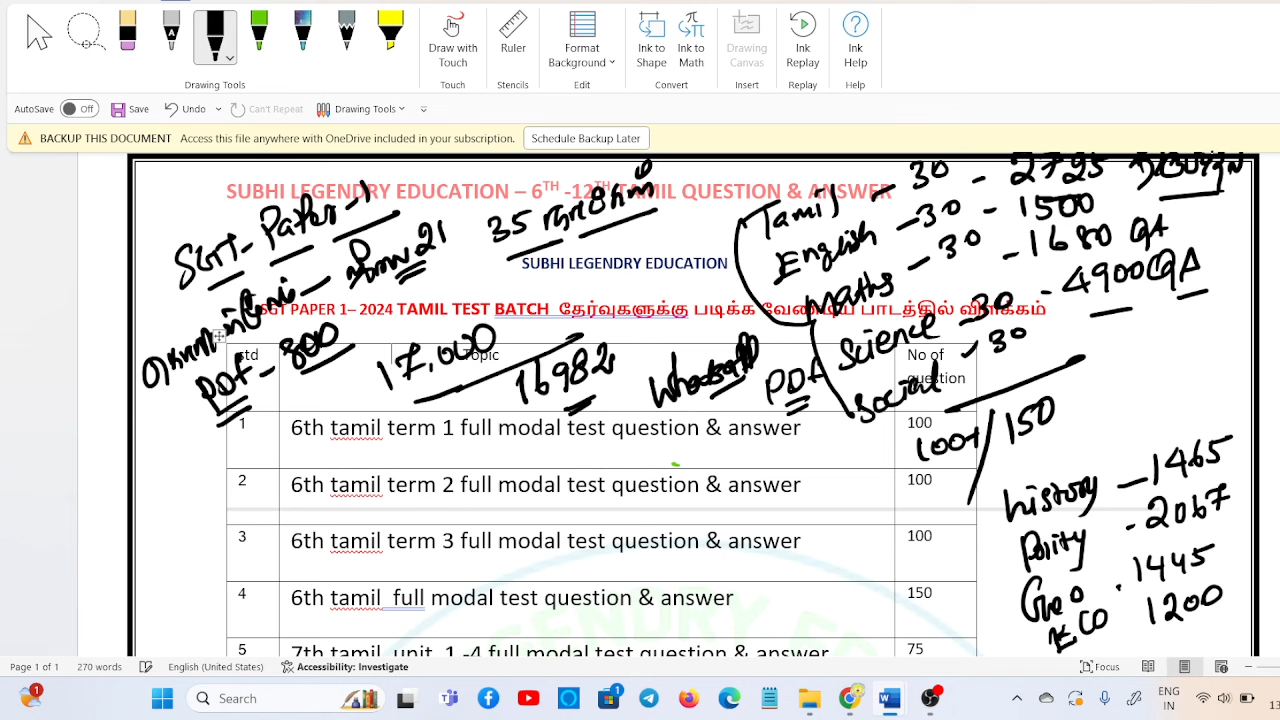 Draw with Touch
Ruler
Format Background
Ink to Shape
Ink to Math
Drawing Canvas
Ink Replay
Ink Help
Drawing Tools
Touch
Stencils
Edit
Convert
Insert
Replay
Help
AutoSave Off Save Undo Can't Repeat Drawing Tools
BACKUP THIS DOCUMENT Access this file anywhere with OneDrive included in your subscription. Schedule Backup Later
SUBHI LEGENDRY EDUCATION – 6TH -12TH TAMIL QUESTION & ANSWER
SGT- Paper-1
35
Tamil - 30 - 2725
English - 30 - 1500
Maths - 30 - 1680 QA
Science - 30 - 4900 QA
Social - 30
100+/150
SUBHI LEGENDRY EDUCATION
SGT PAPER 1– 2024 TAMIL TEST BATCH தேர்வுகளுக்கு படிக்க வேண்டிய பாடத்தில் விளக்கம்
21
PDF - 800
17,000
16982
Whatsapp PDF
history - 1465
Polity - 2067
Geo - 1445
ECO 1200
std Topic No of question
1 6th tamil term 1 full modal test question & answer 100
2 6th tamil term 2 full modal test question & answer 100
3 6th tamil term 3 full modal test question & answer 100
4 6th tamil full modal test question & answer 150
5 7th tamil unit 1 -4 full modal test question & answer 75
Page 1 of 1 270 words English (United States) Accessibility: Investigate Focus
1 Search 1 ENG IN